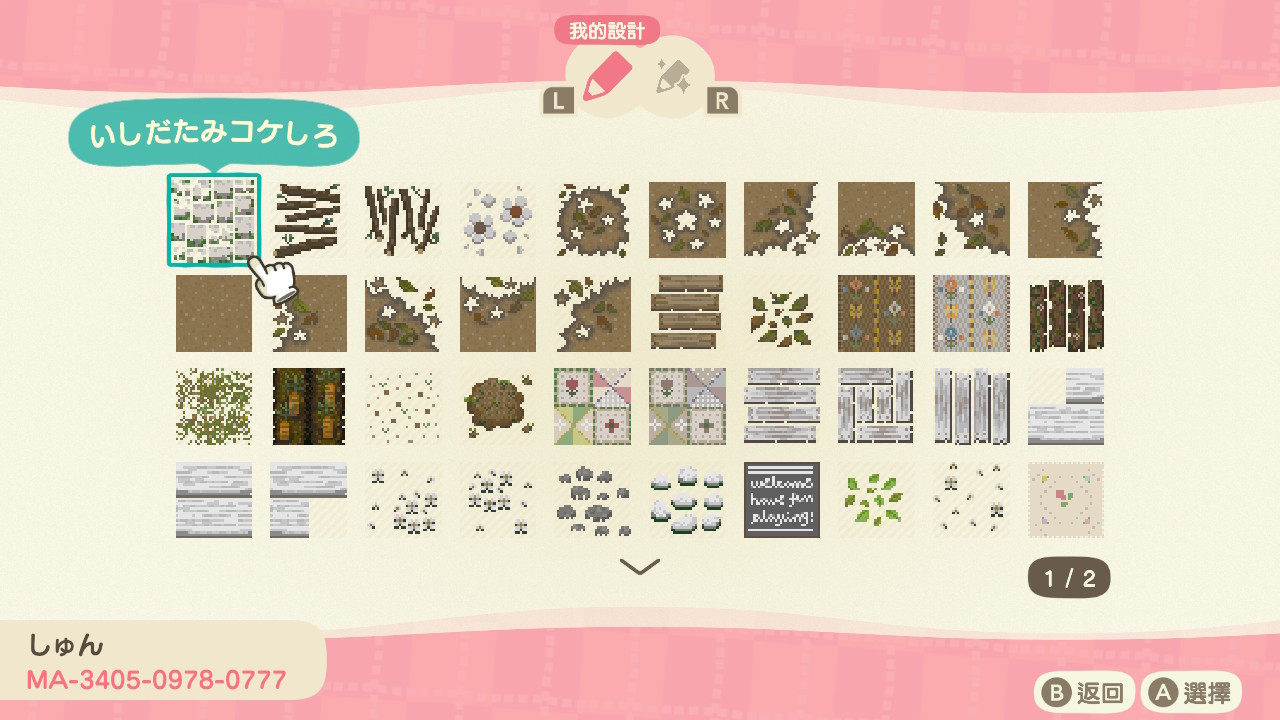 我的設計
L
R
いしだたみコケしろ
welcome
have fun
playing!
1 / 2
しゅん
MA-3405-0978-0777
B 返回 A 選擇